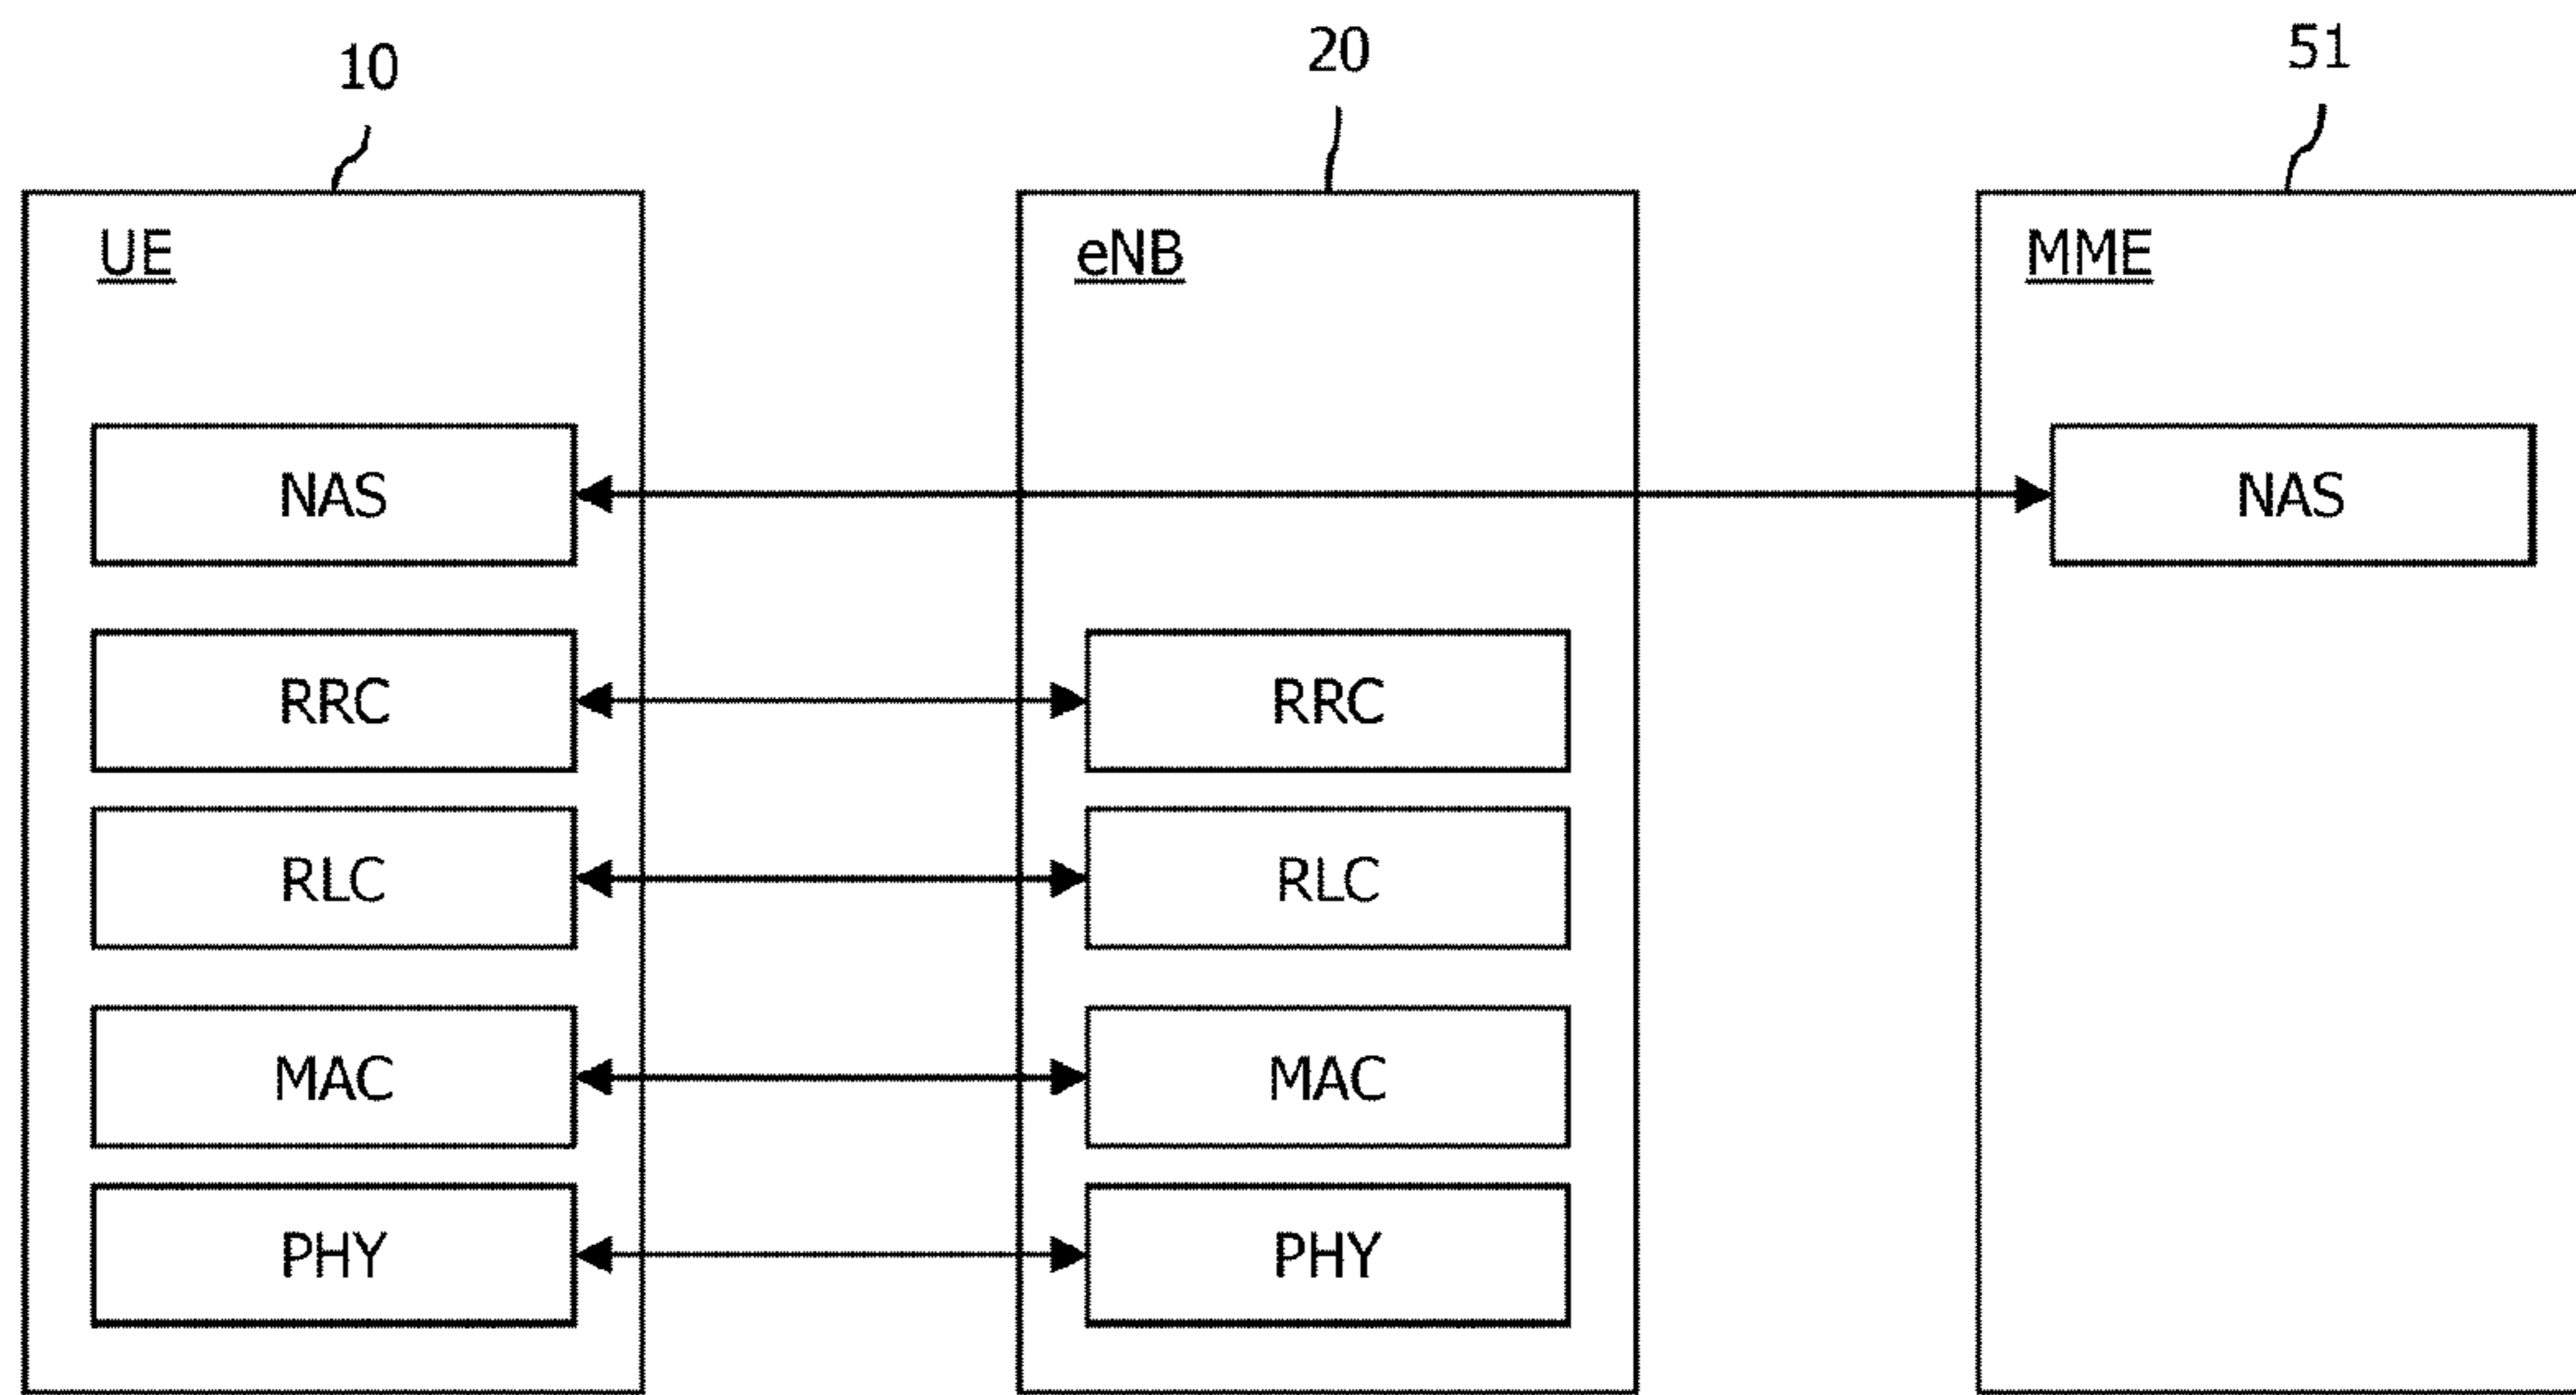 10 20 51
UE eNB MME
NAS NAS
RRC RRC
RLC RLC
MAC MAC
PHY PHY